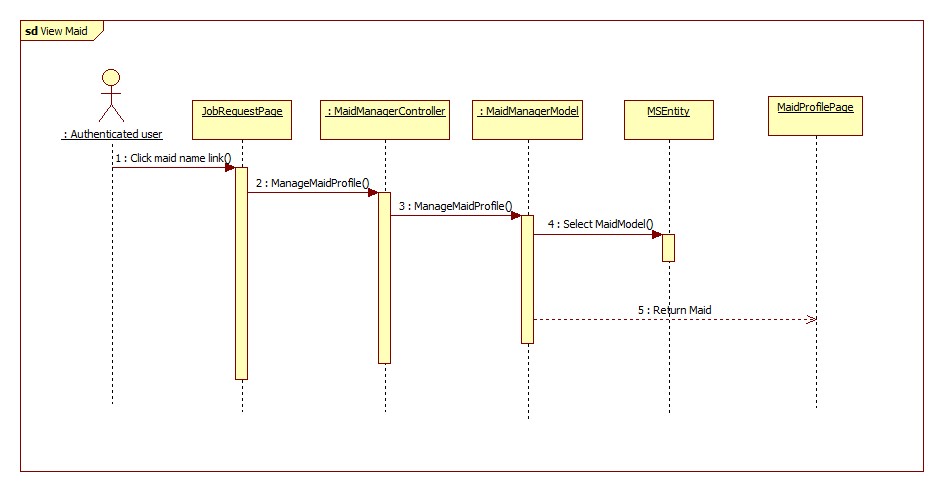 sd View Maid
: Authenticated user
JobRequestPage
: MaidManagerController
: MaidManagerModel
MSEntity
MaidProfilePage
1 : Click maid name link()
2 : ManageMaidProfile()
3 : ManageMaidProfile()
4 : Select MaidModel()
5 : Return Maid